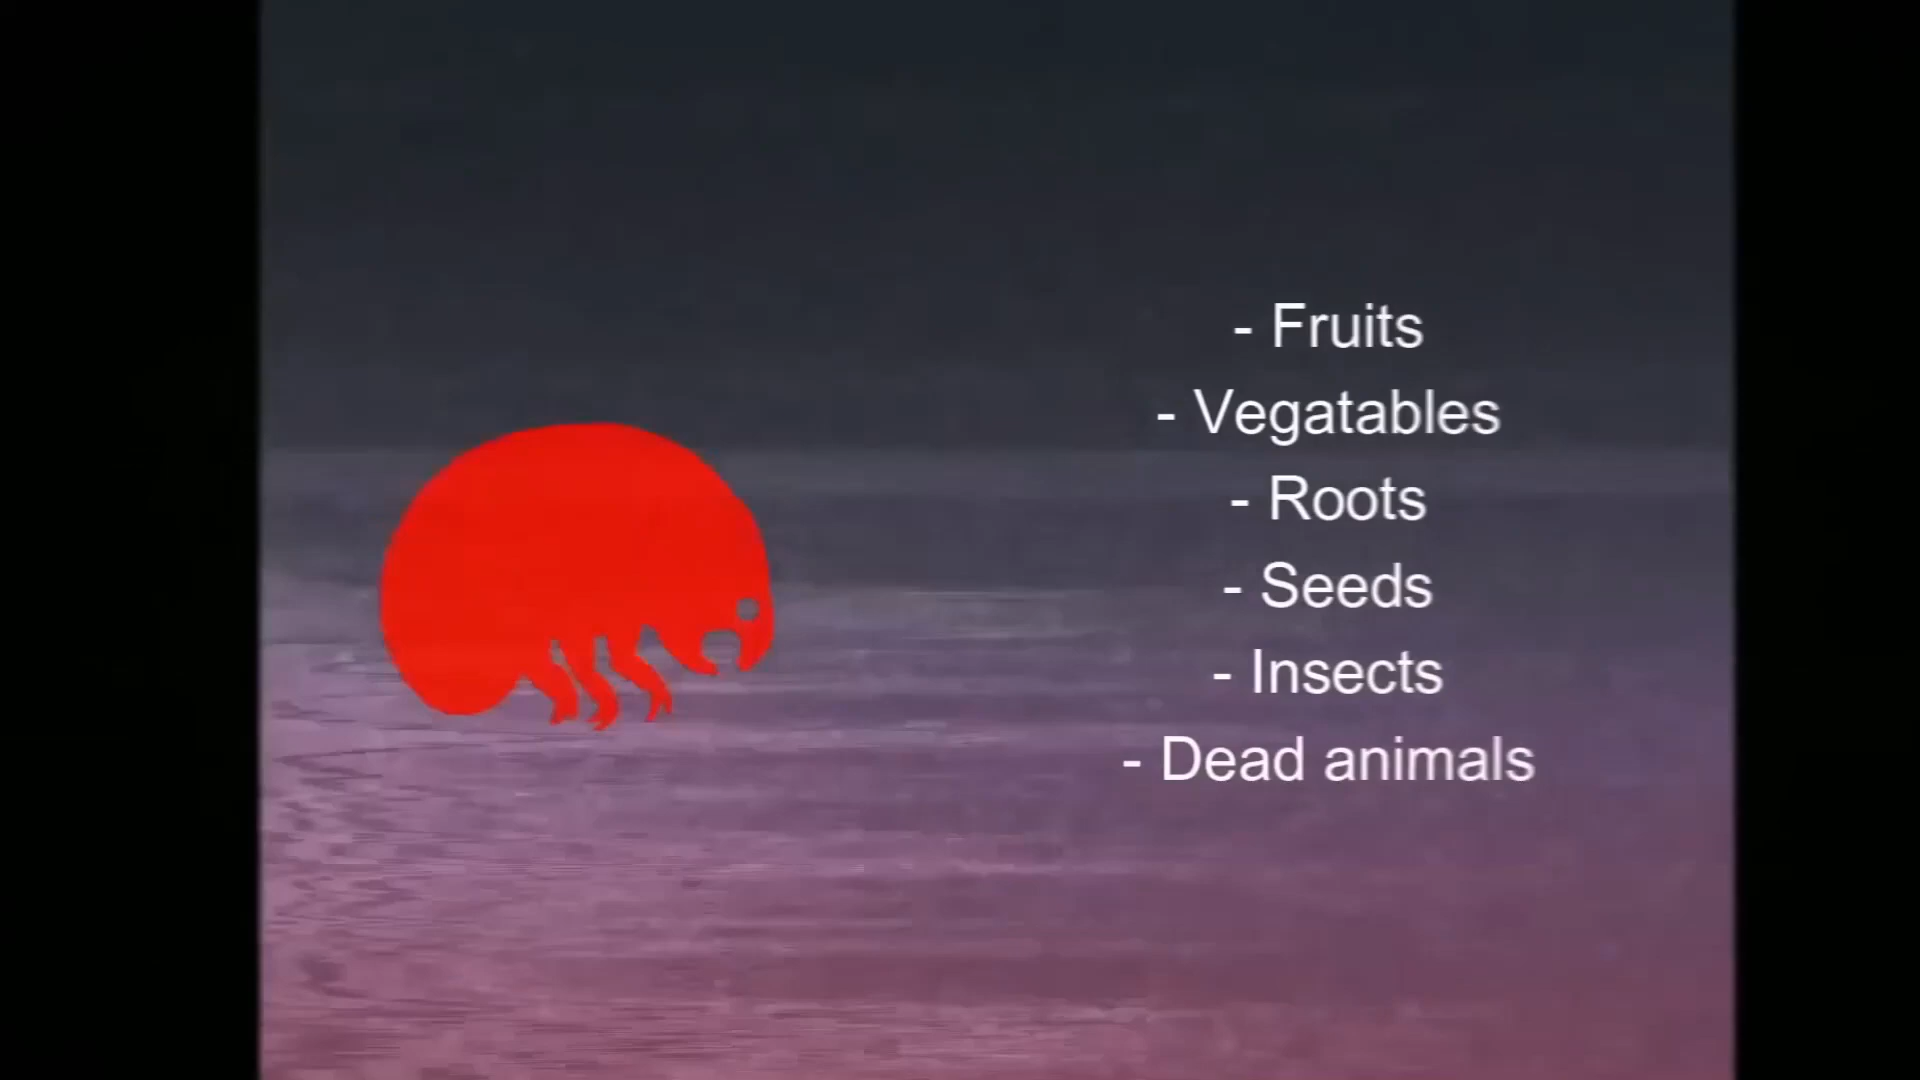 - Fruits
- Vegatables
- Roots
- Seeds
- Insects
- Dead animals